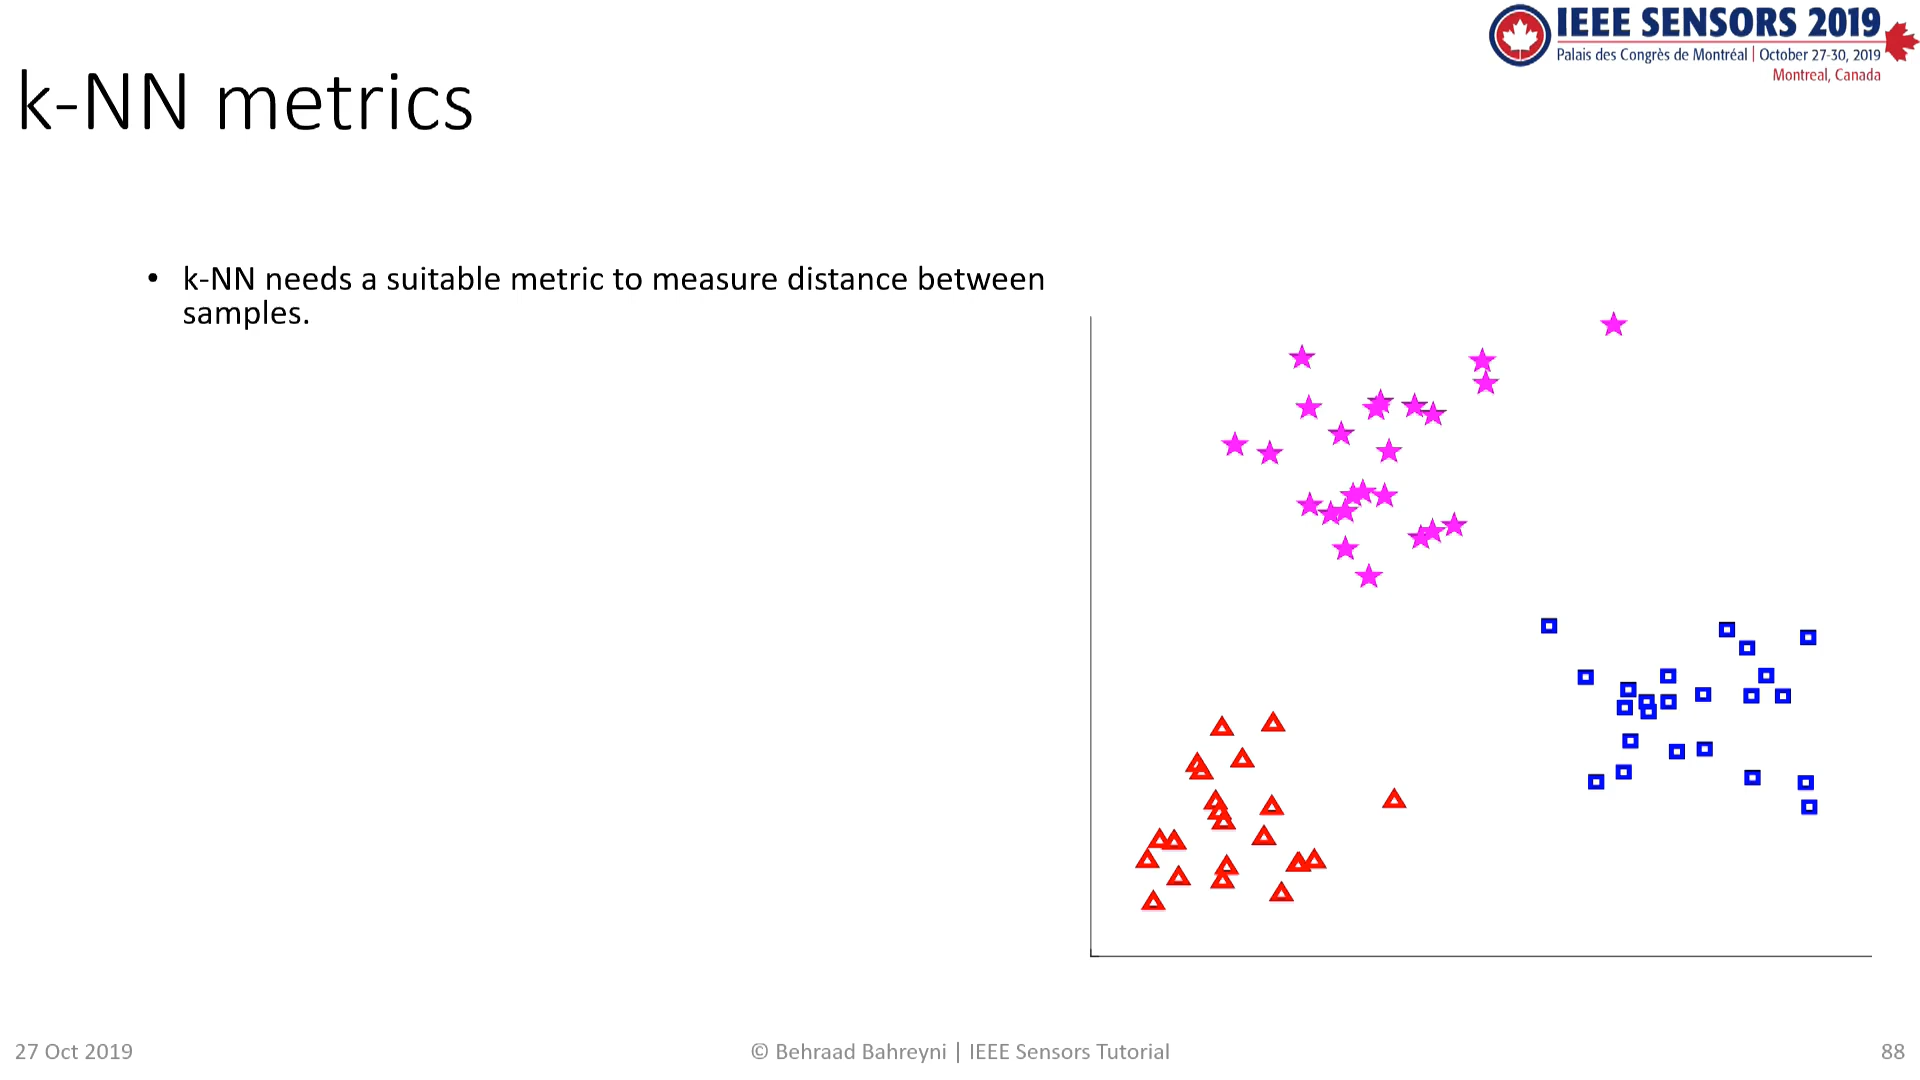 IEEE SENSORS 2019
Palais des Congrès de Montréal | October 27-30, 2019
Montreal, Canada
k-NN metrics
• k-NN needs a suitable metric to measure distance between
samples.
27 Oct 2019
© Behraad Bahreyni | IEEE Sensors Tutorial
88